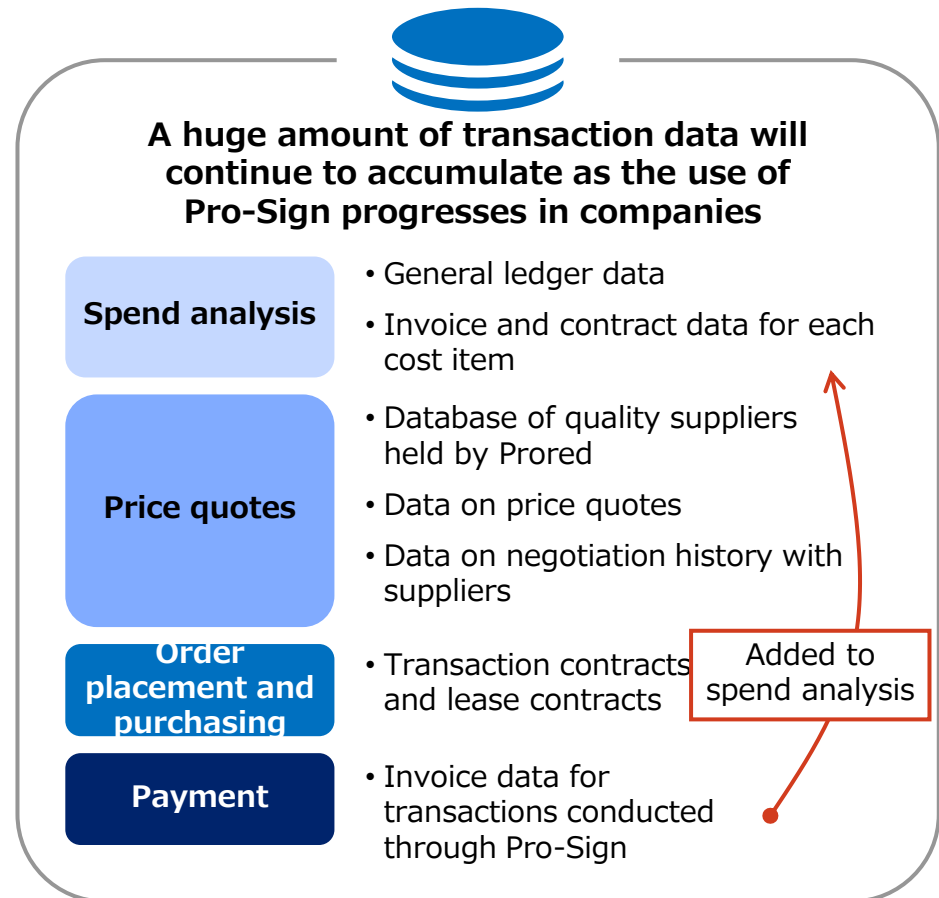 A huge amount of transaction data will
continue to accumulate as the use of
Pro-Sign progresses in companies
Spend analysis
• General ledger data
• Invoice and contract data for each
cost item
Price quotes
• Database of quality suppliers
held by Prored
• Data on price quotes
• Data on negotiation history with
suppliers
Order
placement and
purchasing
• Transaction contracts
and lease contracts
Added to
spend analysis
Payment
• Invoice data for
transactions conducted
through Pro-Sign